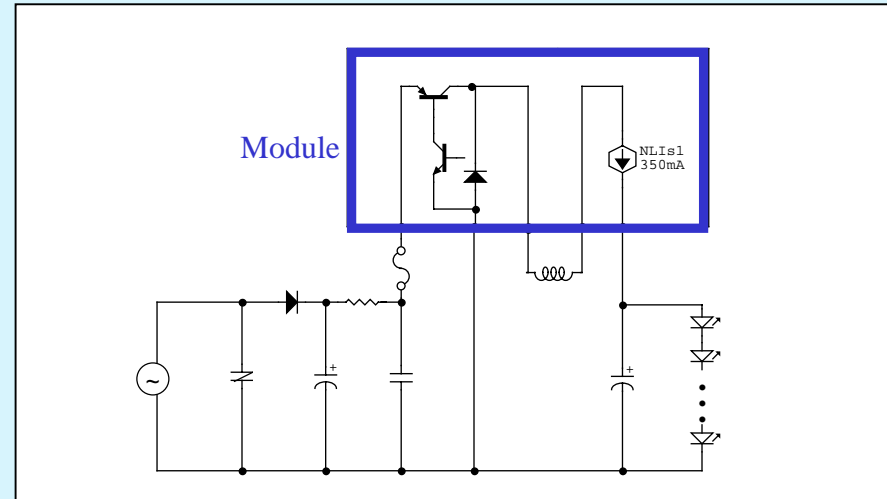 Module
NLIs1
350mA
+
+
~